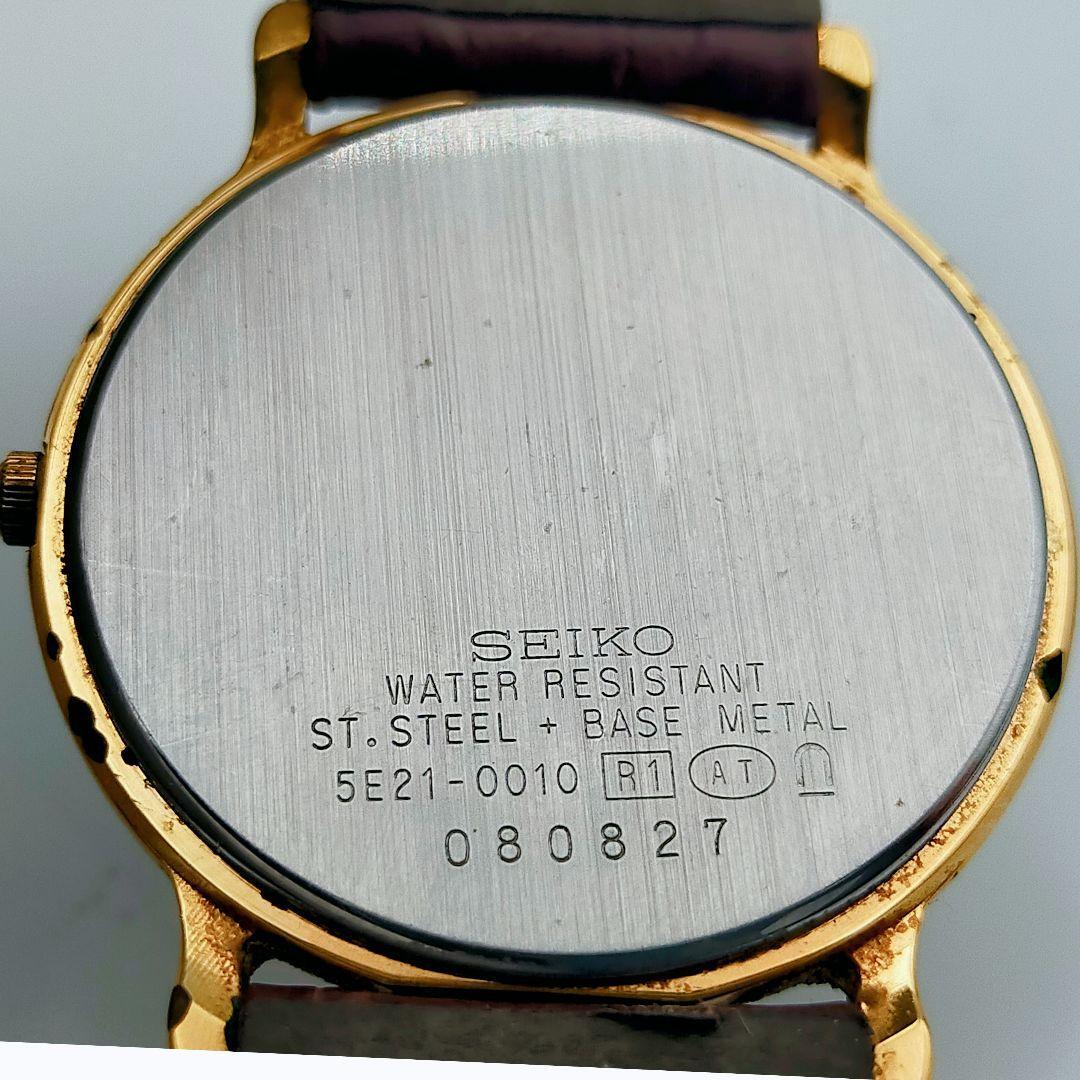 SEIKO
WATER RESISTANT
ST. STEEL + BASE METAL
5E21-0010 R1 AT
080827